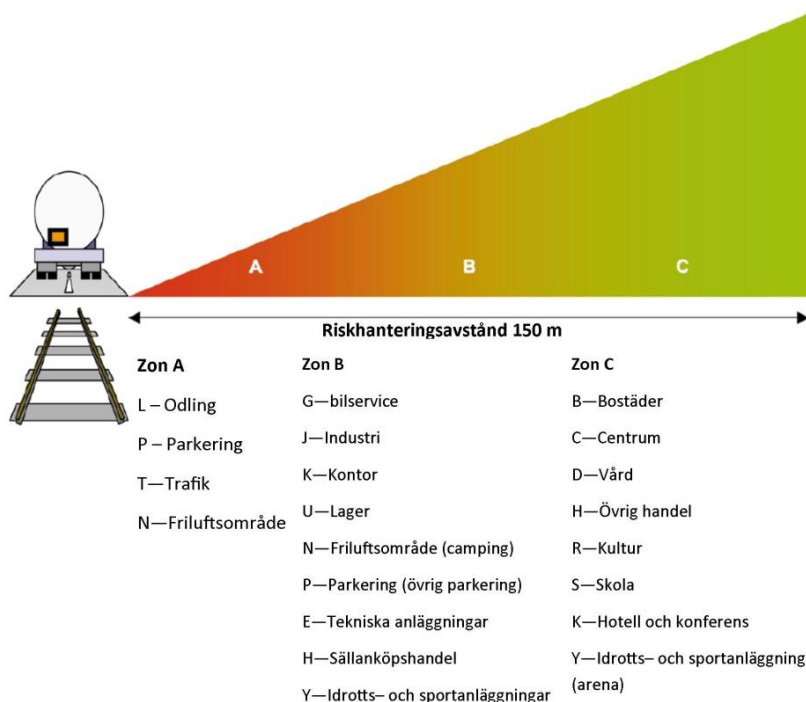 A
B
C
Riskhanteringsavstånd 150 m
Zon A
L – Odling
P – Parkering
T—Trafik
N—Friluftsområde
Zon B
G—bilservice
J—Industri
K—Kontor
U—Lager
N—Friluftsområde (camping)
P—Parkering (övrig parkering)
E—Tekniska anläggningar
H—Sällanköpshandel
Y—Idrotts– och sportanläggningar
Zon C
B—Bostäder
C—Centrum
D—Vård
H—Övrig handel
R—Kultur
S—Skola
K—Hotell och konferens
Y—Idrotts– och sportanläggning
(arena)